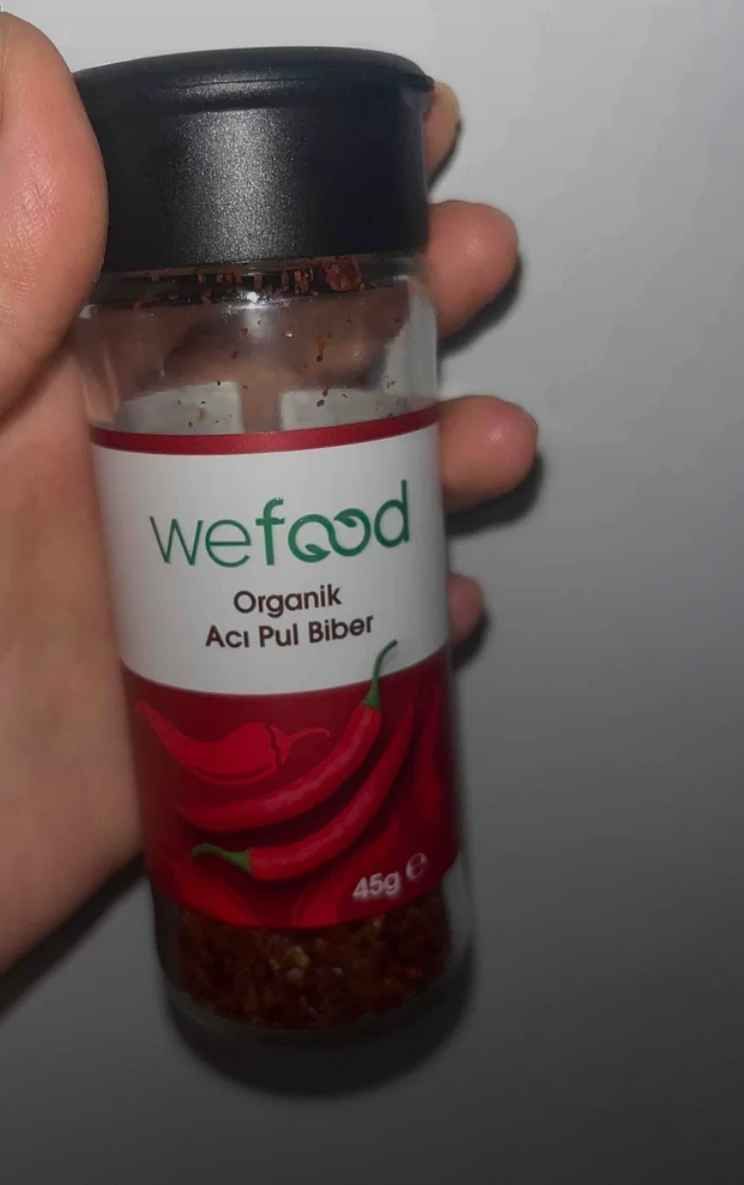 wefood
Organik
Acı Pul Biber
45g ℮